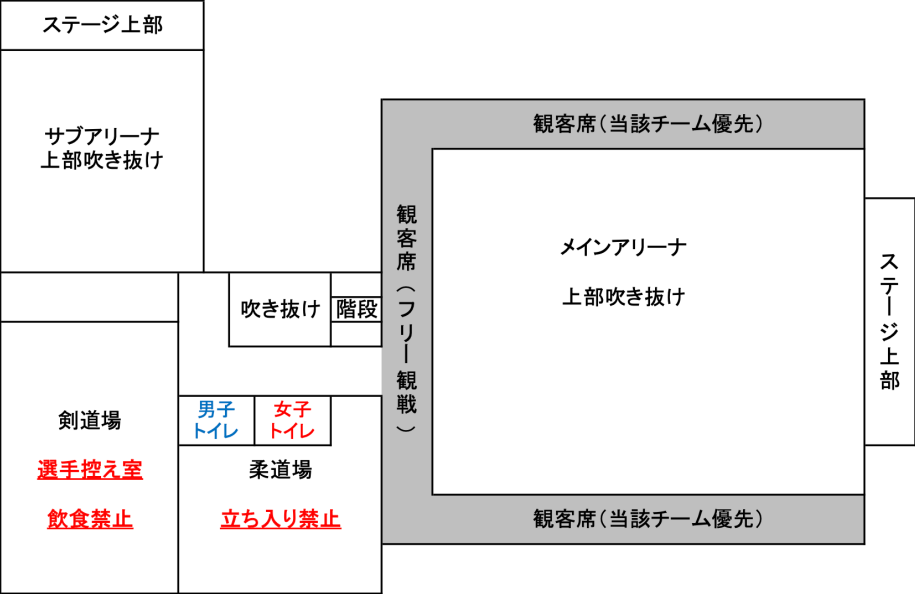 ステージ上部
サブアリーナ
上部吹き抜け
観客席（当該チーム優先）
観客席（フリー観戦）
メインアリーナ
上部吹き抜け
ステージ上部
吹き抜け
階段
男子
トイレ
女子
トイレ
剣道場
選手控え室
飲食禁止
柔道場
立ち入り禁止
観客席（当該チーム優先）